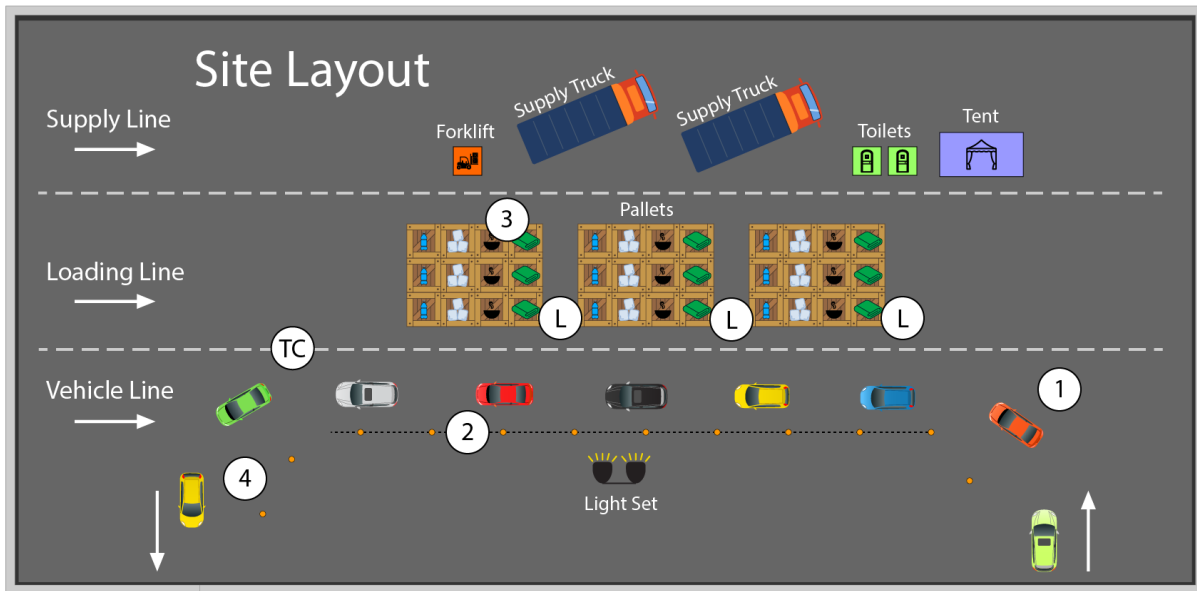 Site Layout
Supply Line
Forklift
Supply Truck
Supply Truck
Toilets
Tent
3
Pallets
Loading Line
L
L
L
TC
Vehicle Line
1
2
4
Light Set